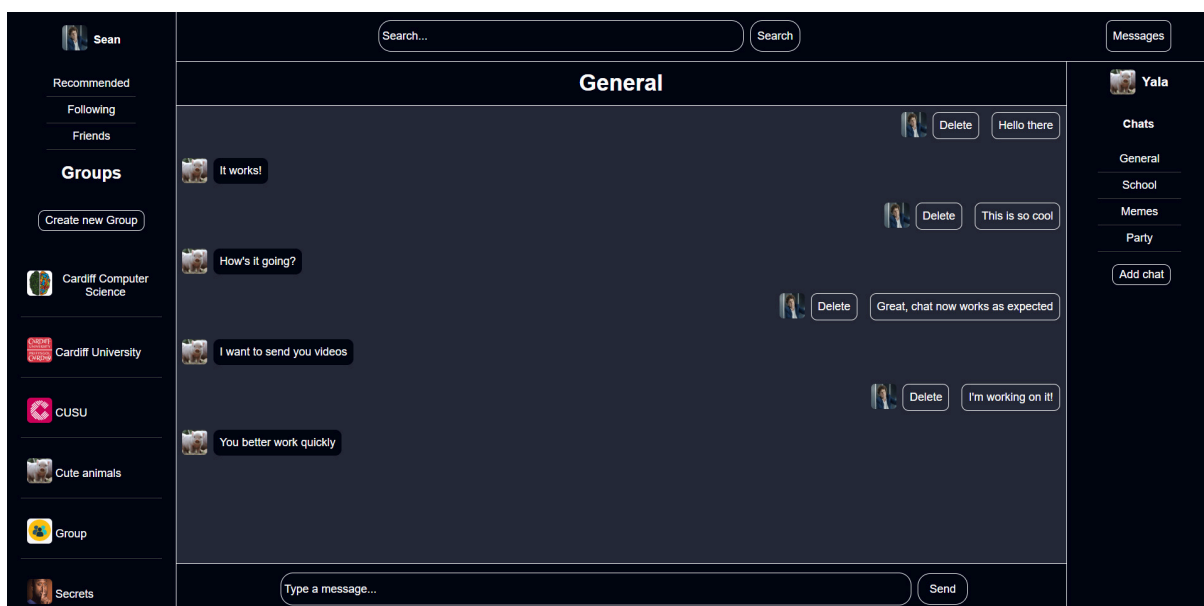 Sean
Search...
Search
Messages
Recommended
Following
Friends
Groups
Create new Group
Cardiff Computer
Science
Cardiff University
CUSU
Cute animals
Group
Secrets
General
Delete
Hello there
It works!
Delete
This is so cool
How's it going?
Delete
Great, chat now works as expected
I want to send you videos
Delete
I'm working on it!
You better work quickly
Type a message...
Send
Yala
Chats
General
School
Memes
Party
Add chat